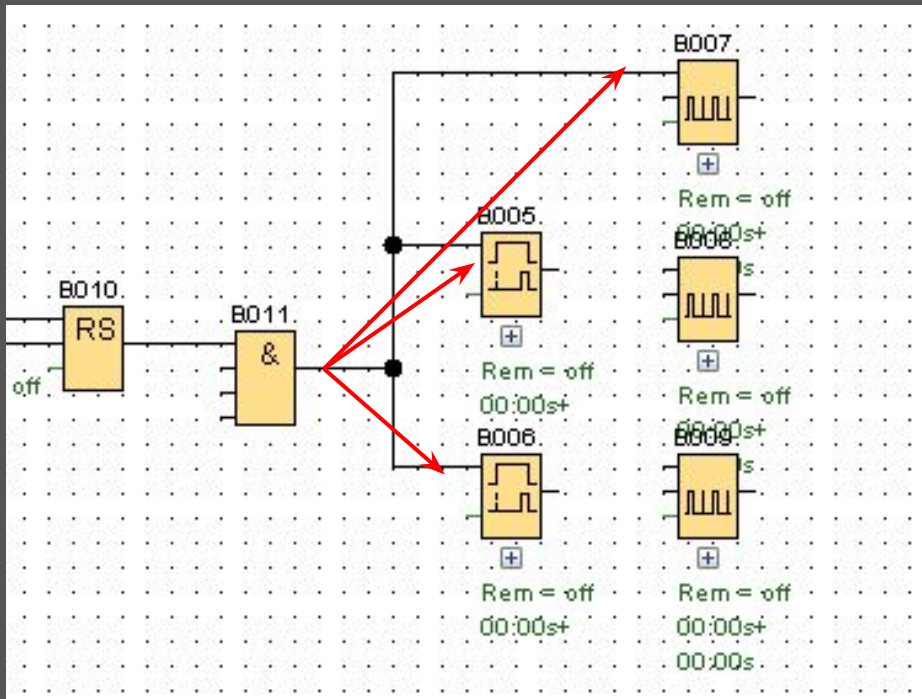 B007
Rem = off
00:00s+
B008
s
Rem = off
00:00s+
B009
s
Rem = off
00:00s+
00:00s
B005
Rem = off
00:00s+
B006
Rem = off
00:00s+
B010
RS
off
B011
&